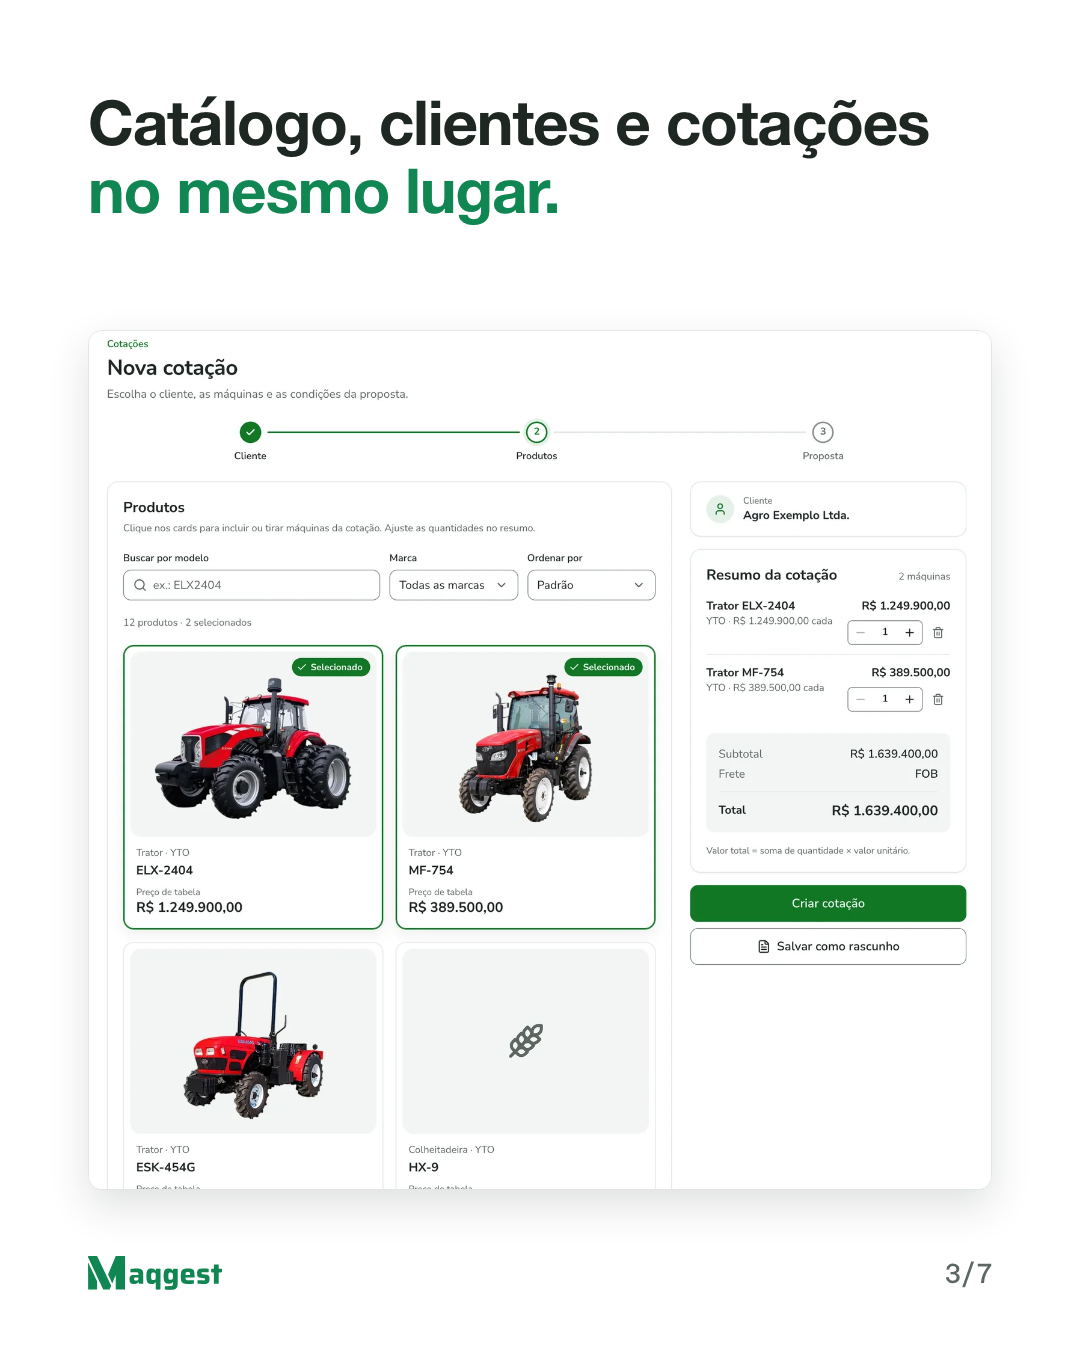 Catálogo, clientes e cotações
no mesmo lugar.
Cotações
Nova cotação
Escolha o cliente, as máquinas e as condições da proposta.
2
3
Cliente
Produtos
Proposta
Produtos
Clique nos cards para incluir ou tirar máquinas da cotação. Ajuste as quantidades no resumo.
Buscar por modelo
Marca
Ordenar por
ex.: ELX2404
Todas as marcas
Padrão
12 produtos · 2 selecionados
Selecionado
Trator · YTO
ELX-2404
Preço de tabela
R$ 1.249.900,00
Selecionado
Trator · YTO
MF-754
Preço de tabela
R$ 389.500,00
Trator · YTO
ESK-454G
Preço de tabela
Colheitadeira · YTO
HX-9
Preço de tabela
Cliente
Agro Exemplo Ltda.
Resumo da cotação
2 máquinas
Trator ELX-2404
R$ 1.249.900,00
YTO · R$ 1.249.900,00 cada
1
Trator MF-754
R$ 389.500,00
YTO · R$ 389.500,00 cada
1
Subtotal
R$ 1.639.400,00
Frete
FOB
Total
R$ 1.639.400,00
Valor total = soma de quantidade × valor unitário.
Criar cotação
Salvar como rascunho
Maqgest
3/7